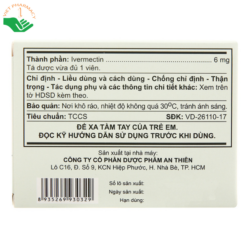 Thành phần: Ivermectin 6 mg
Tá dược vừa đủ 1 viên.
Chỉ định - Liều dùng và cách dùng - Chống chỉ định - Thận
trọng - Tác dụng phụ và các thông tin chi tiết khác: Xem trên
tờ HDSD kèm theo.
Bảo quản: Nơi khô ráo, nhiệt độ không quá 30°C, tránh ánh sáng.
Tiêu chuẩn: TCCS SĐK: VD-26110-17
ĐỂ XA TẦM TAY CỦA TRẺ EM.
ĐỌC KỸ HƯỚNG DẪN SỬ DỤNG TRƯỚC KHI DÙNG.
Sản xuất tại nhà máy:
CÔNG TY CỔ PHẦN DƯỢC PHẨM AN THIÊN
Lô C16, Đ. Số 9, KCN Hiệp Phước, H. Nhà Bè, TP. HCM
Số lô sản xuất:
Ngày sản xuất:
Hạn dùng:
8 935269 930329